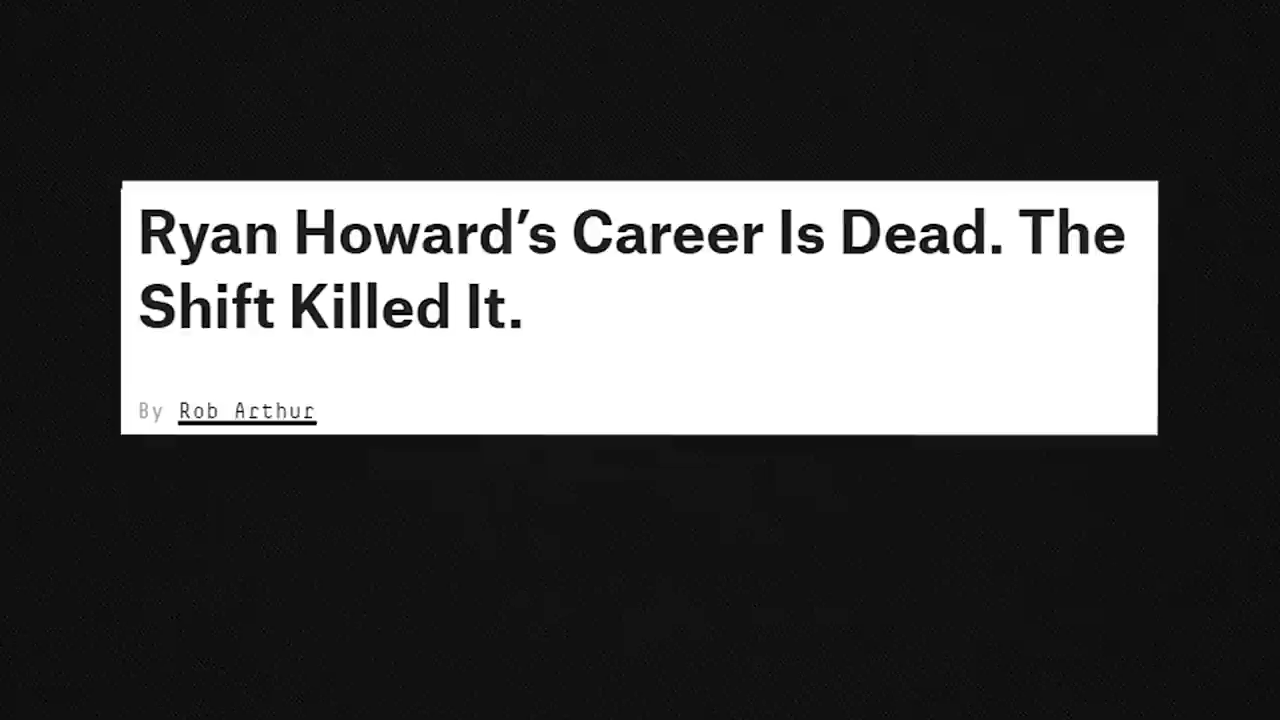 Ryan Howard’s Career Is Dead. The
Shift Killed It.
By Rob Arthur